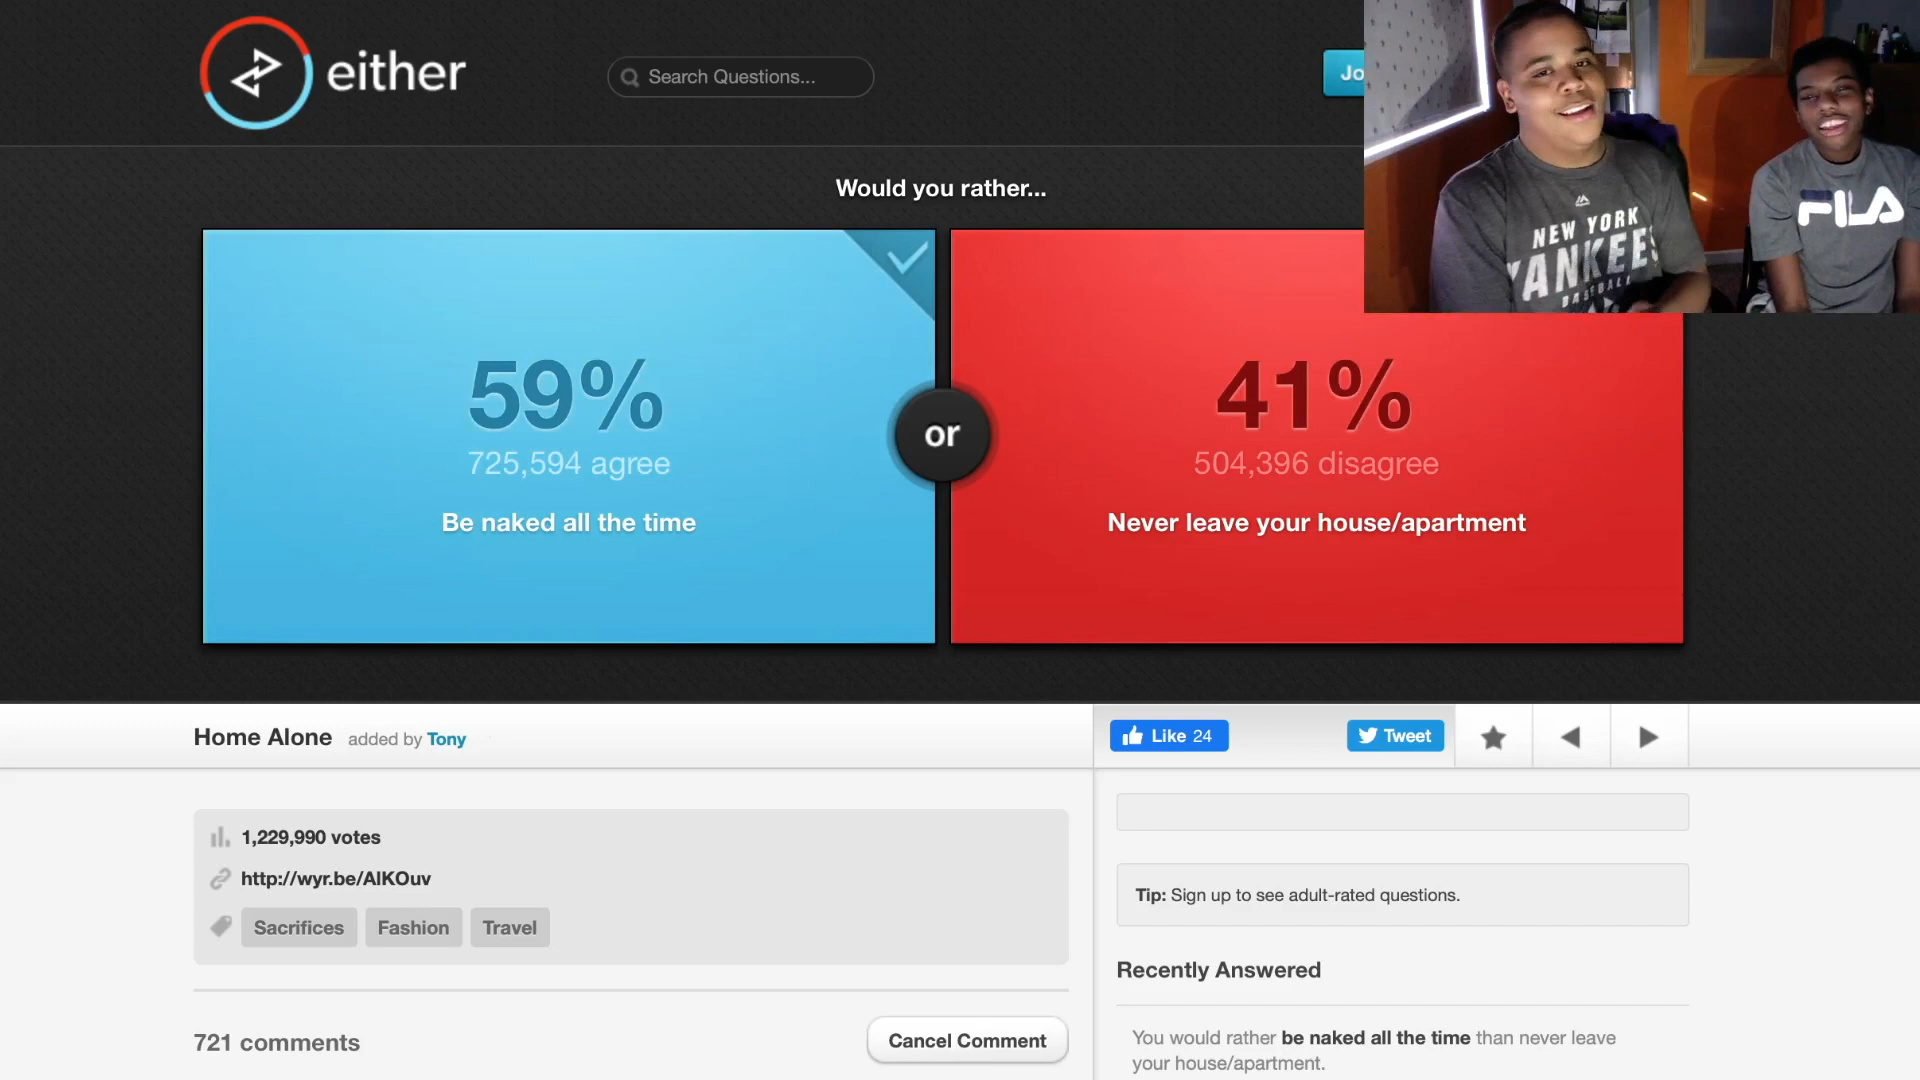 either
Search Questions...
Jo
Would you rather...
59%
725,594 agree
Be naked all the time
or
41%
504,396 disagree
Never leave your house/apartment
NEW YORK
YANKEES
BASEBALL
FILA
Home Alone added by Tony
Like 24
Tweet
1,229,990 votes
http://wyr.be/AlKOuv
Sacrifices Fashion Travel
Tip: Sign up to see adult-rated questions.
Recently Answered
721 comments
Cancel Comment
You would rather be naked all the time than never leave
your house/apartment.